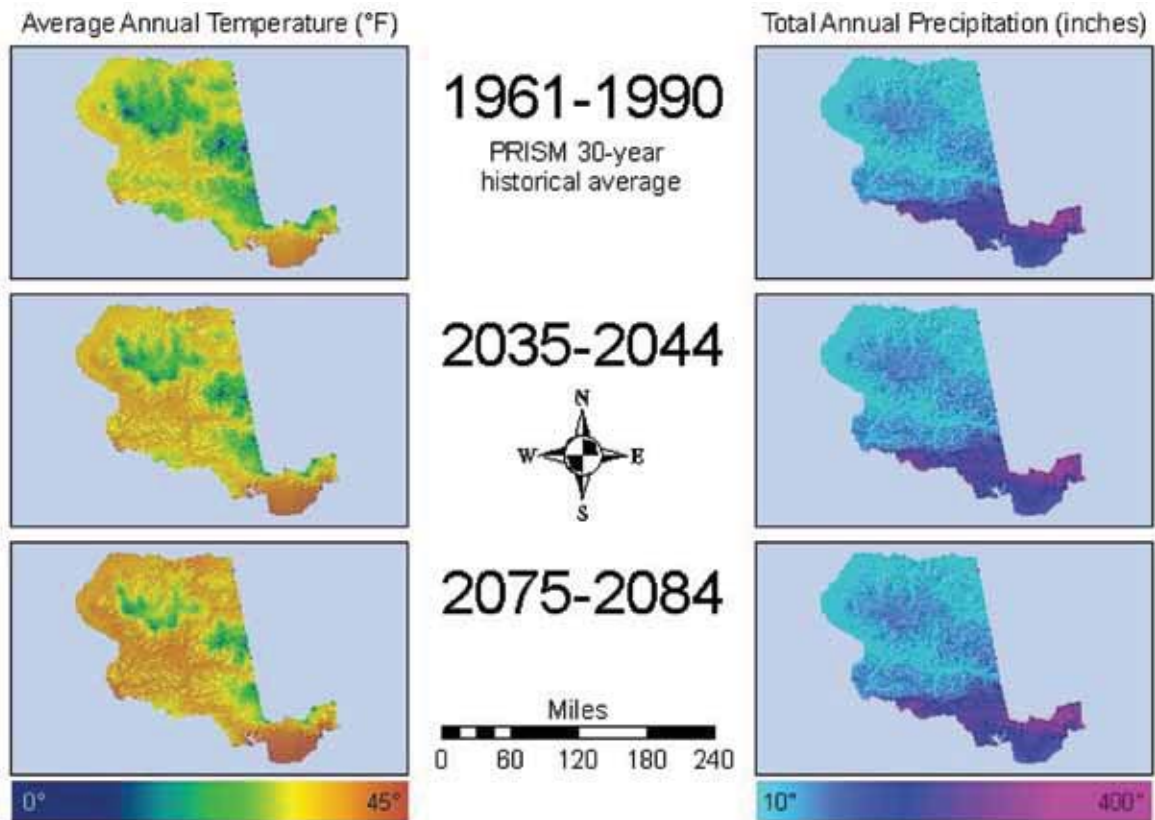 Average Annual Temperature (°F)
Total Annual Precipitation (inches)
1961-1990
PRISM 30-year
historical average
2035-2044
N
W E
S
2075-2084
Miles
0 60 120 180 240
0° 45°
10" 400"